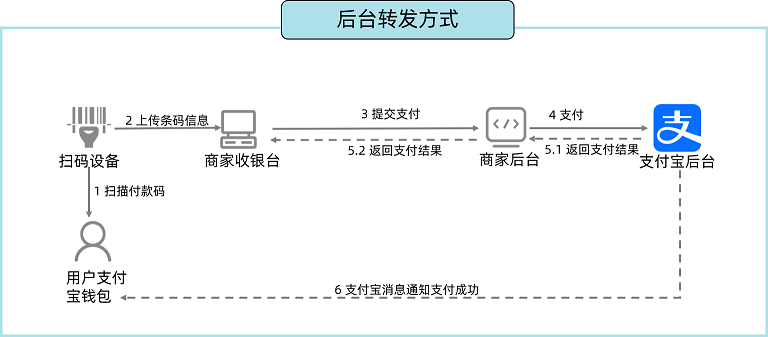 后台转发方式
2 上传条码信息
3 提交支付
4 支付
5.2 返回支付结果
5.1 返回支付结果
扫码设备
商家收银台
商家后台
支付宝后台
1 扫描付款码
用户支付
宝钱包
6 支付宝消息通知支付成功